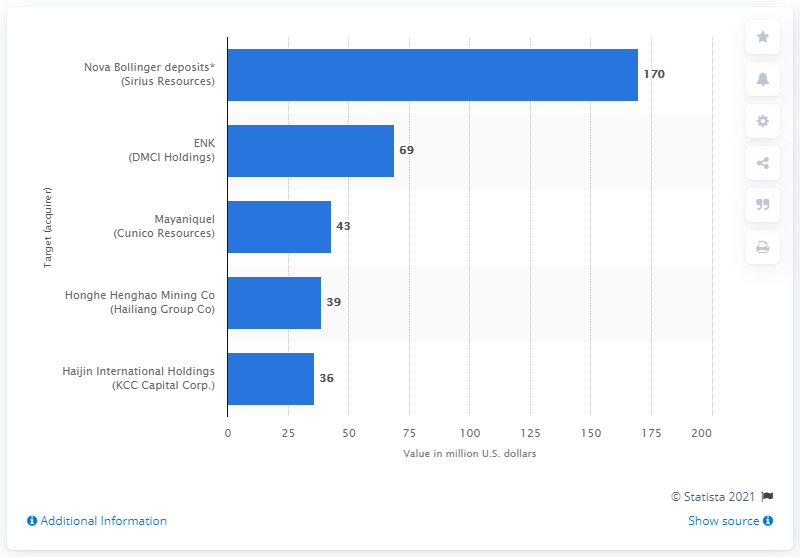 Nova Bollinger deposits*
(Sirius Resources)
170
ENK
(DMCI Holdings)
69
Target (acquirer)
Mayaniquel
(Cunico Resources)
43
Honghe Henghao Mining Co
(Hailiang Group Co)
39
Haijin International Holdings
(KCC Capital Corp.)
36
0 25 50 75 100 125 150 175 200
Value in million U.S. dollars
© Statista 2021
Additional Information
Show source